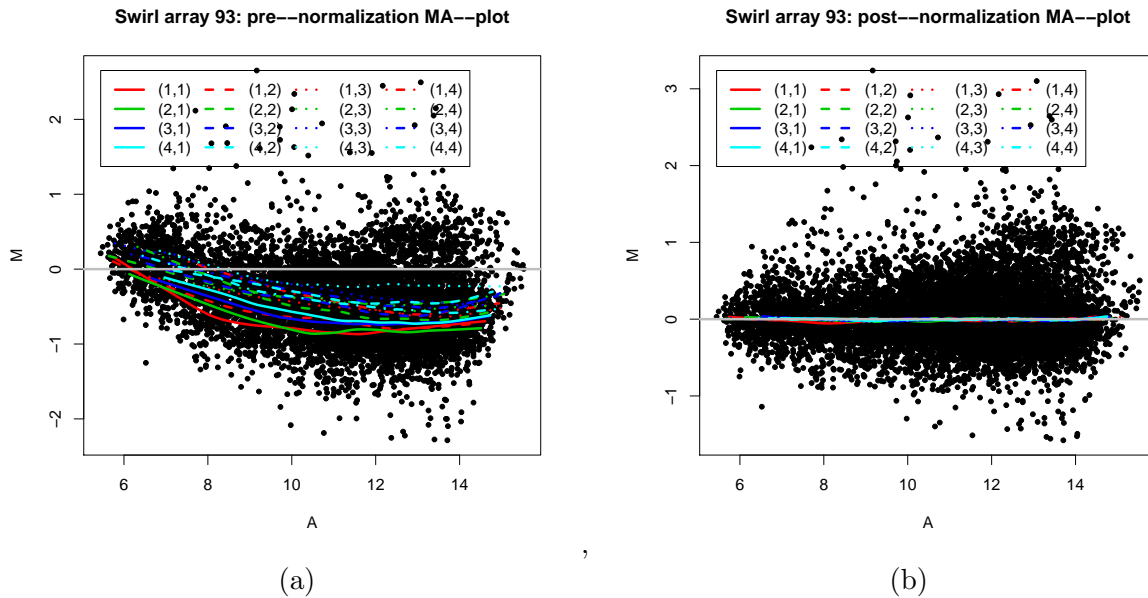 Swirl array 93: pre−−normalization MA−−plot
(1,1) (1,2) (1,3) (1,4)
(2,1) (2,2) (2,3) (2,4)
(3,1) (3,2) (3,3) (3,4)
(4,1) (4,2) (4,3) (4,4)
M
2
1
0
−1
−2
6 8 10 12 14
A
(a)
,
Swirl array 93: post−−normalization MA−−plot
(1,1) (1,2) (1,3) (1,4)
(2,1) (2,2) (2,3) (2,4)
(3,1) (3,2) (3,3) (3,4)
(4,1) (4,2) (4,3) (4,4)
M
3
2
1
0
−1
6 8 10 12 14
A
(b)